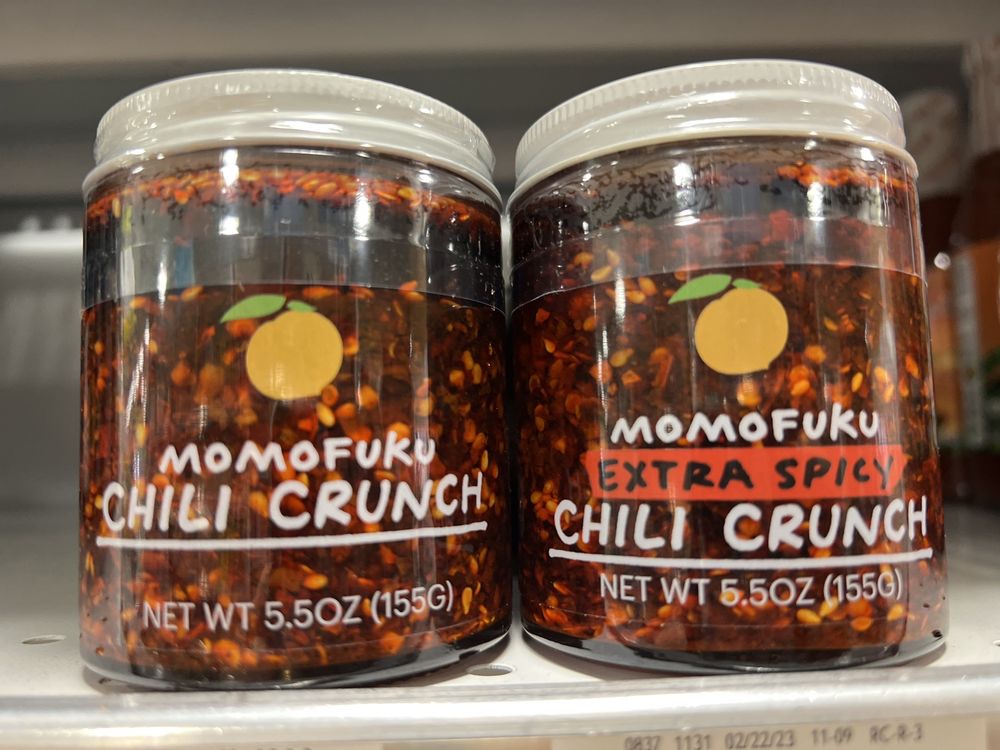 MOMOFUKU
CHILI CRUNCH
NET WT 5.5OZ (155G)
MOMOFUKU
EXTRA SPICY
CHILI CRUNCH
NET WT 5.5OZ (155G)
0837 1131 02/22/23 11-09 RC-R-3